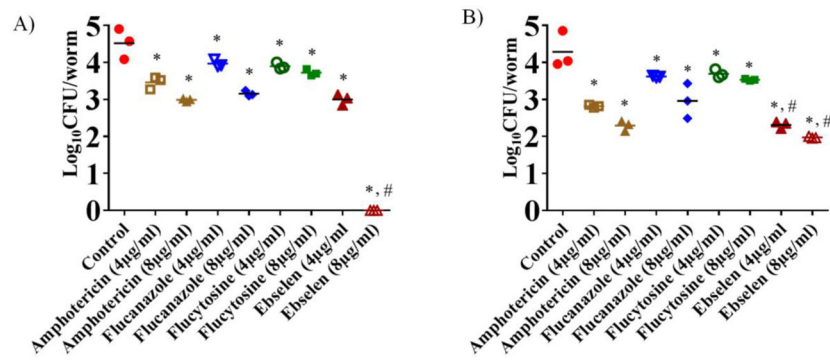 A)
Log10CFU/worm
5
4
3
2
1
0
* * * * * * * *, #
Control
Amphotericin (4µg/ml)
Amphotericin (8µg/ml)
Flucanazole (4µg/ml)
Flucanazole (8µg/ml)
Flucytosine (4µg/ml)
Flucytosine (8µg/ml)
Ebselen (4µg/ml
Ebselen (8µg/ml)
B)
Log10CFU/worm
5
4
3
2
1
0
* * * * * * *, # *, #
Control
Amphotericin (4µg/ml)
Amphotericin (8µg/ml)
Flucanazole (4µg/ml)
Flucanazole (8µg/ml)
Flucytosine (4µg/ml)
Flucytosine (8µg/ml)
Ebselen (4µg/ml
Ebselen (8µg/ml)